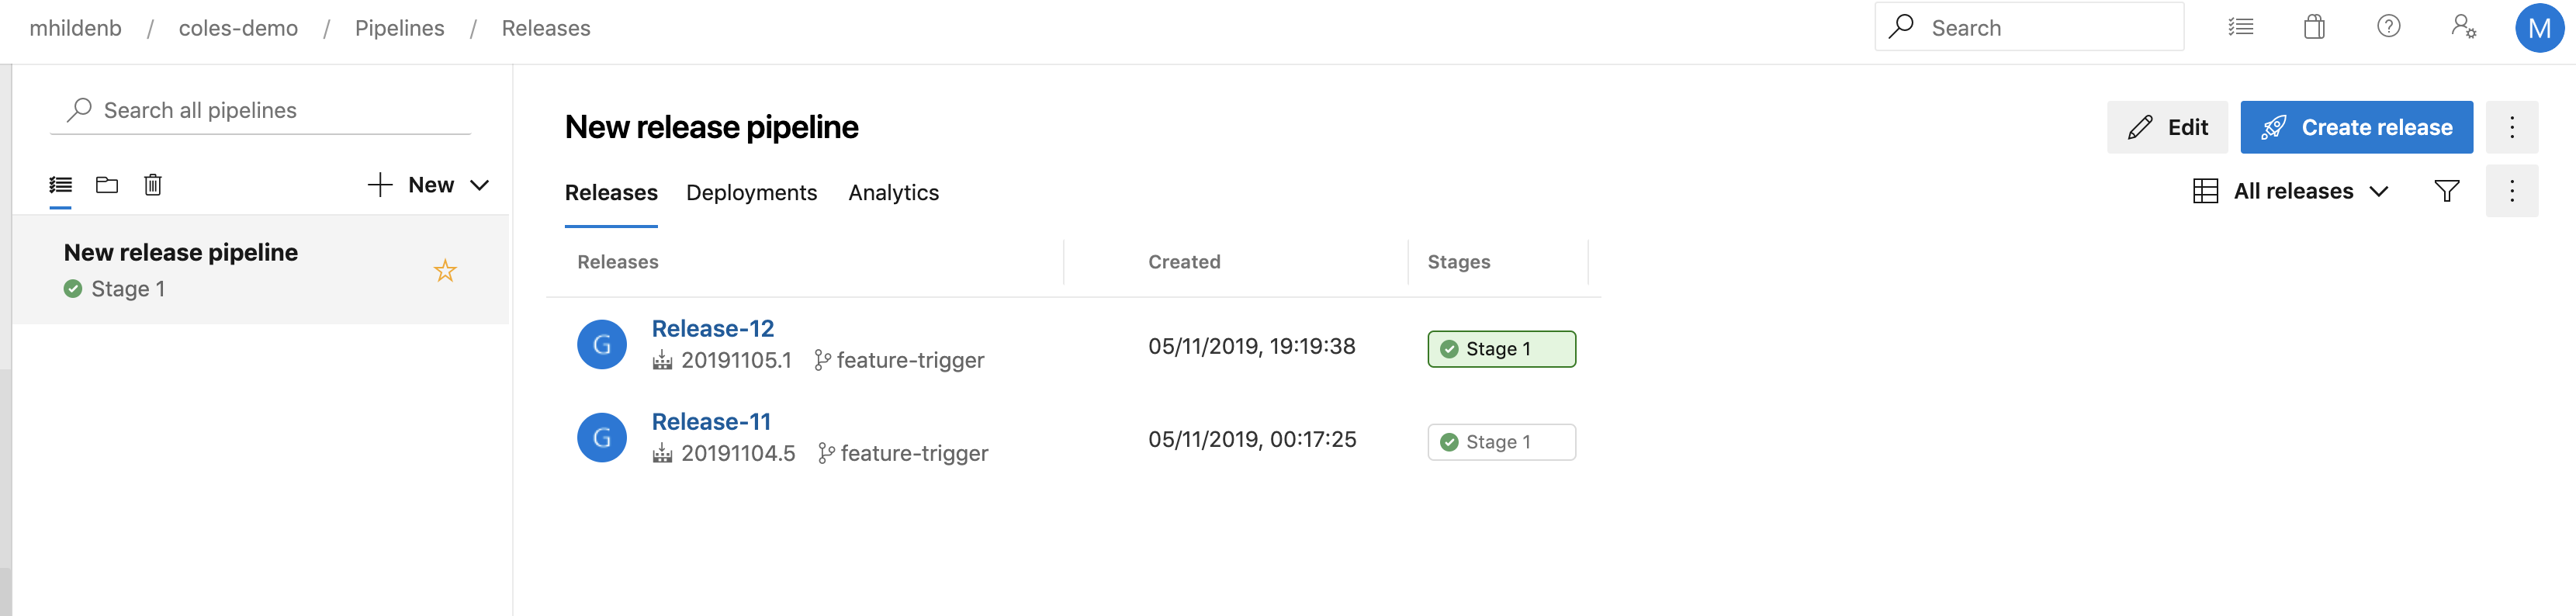 mhildenb / coles-demo / Pipelines / Releases
Search
M
Search all pipelines
New
New release pipeline
Stage 1
New release pipeline
Edit
Create release
Releases Deployments Analytics
All releases
Releases Created Stages
G
Release-12
20191105.1 feature-trigger
05/11/2019, 19:19:38
Stage 1
G
Release-11
20191104.5 feature-trigger
05/11/2019, 00:17:25
Stage 1